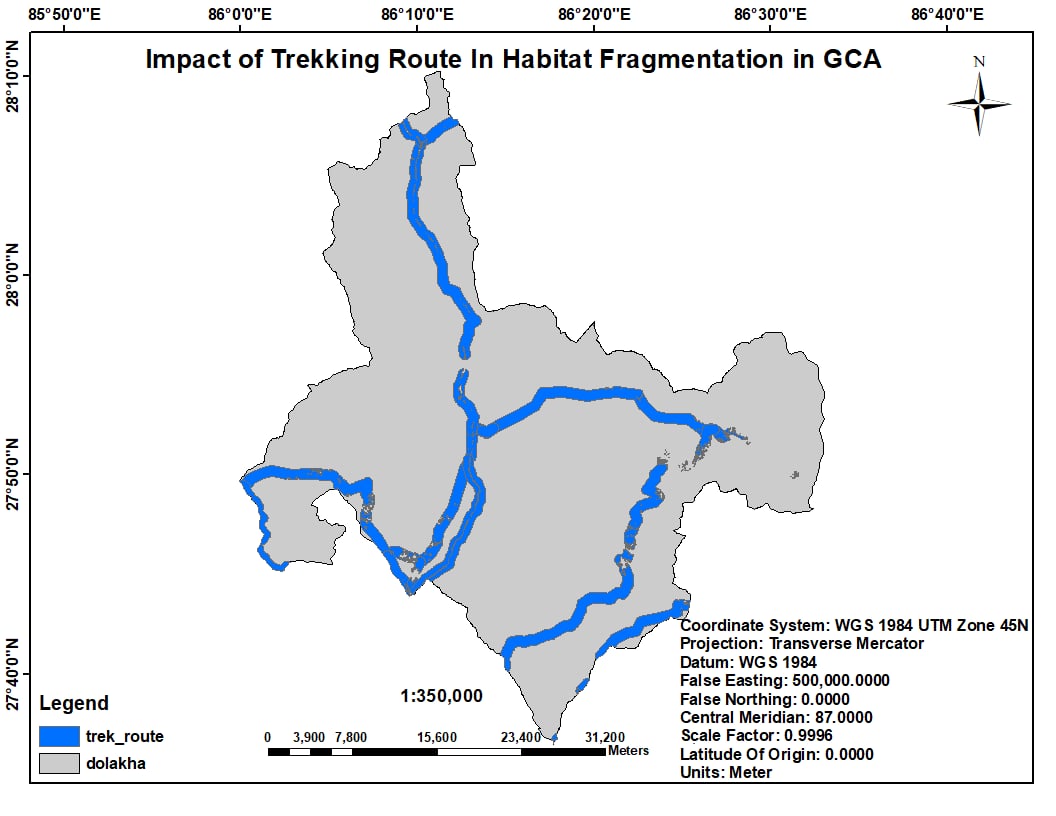 85°50'0"E 86°0'0"E 86°10'0"E 86°20'0"E 86°30'0"E 86°40'0"E
Impact of Trekking Route In Habitat Fragmentation in GCA
N
28°10'0"N
28°0'0"N
27°50'0"N
27°40'0"N
Coordinate System: WGS 1984 UTM Zone 45N
Projection: Transverse Mercator
Datum: WGS 1984
False Easting: 500,000.0000
False Northing: 0.0000
Central Meridian: 87.0000
Scale Factor: 0.9996
Latitude Of Origin: 0.0000
Units: Meter
1:350,000
0 3,900 7,800 15,600 23,400 31,200
Meters
Legend
trek_route
dolakha